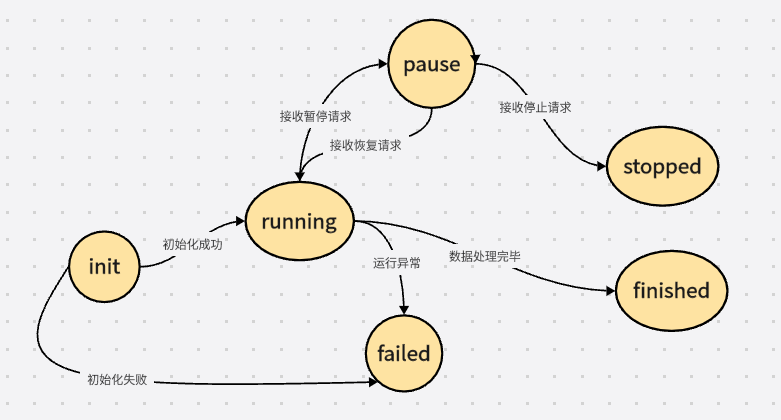 pause
接收停止请求
接收暂停请求
接收恢复请求
stopped
running
初始化成功
init
运行异常
数据处理完毕
finished
failed
初始化失败